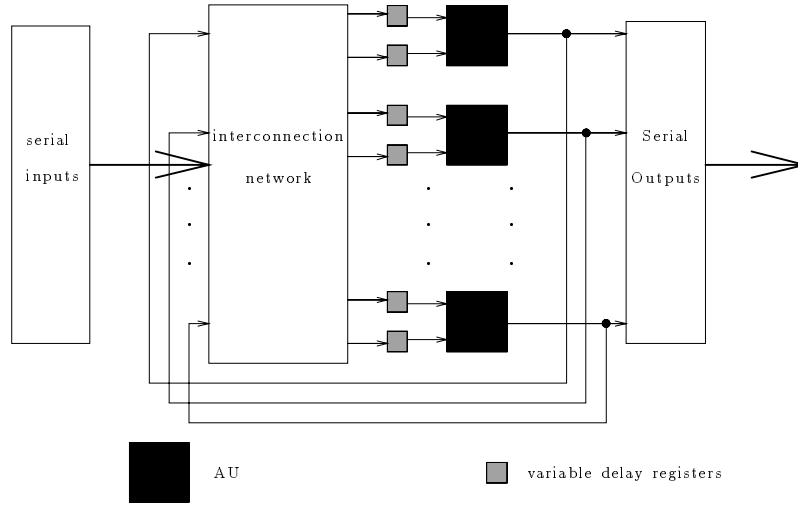 serial
inputs
interconnection
network
Serial
Outputs
AU
variable delay registers